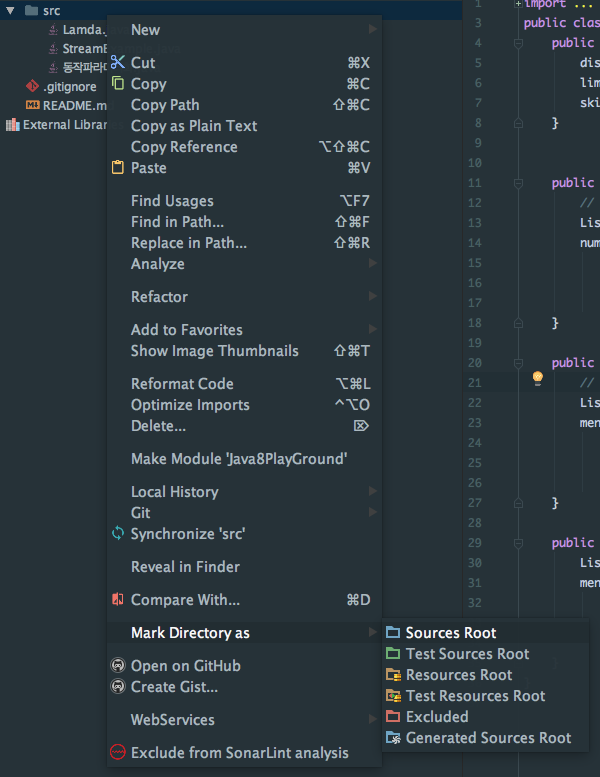 src
Lamda.
Stream
동작파라
.gitignore
README.m
External Librar
New
Cut ⌘X
Copy ⌘C
Copy Path ⇧⌘C
Copy as Plain Text
Copy Reference ⌥⇧⌘C
Paste ⌘V
Find Usages ⌥F7
Find in Path... ⇧⌘F
Replace in Path... ⇧⌘R
Analyze
Refactor
Add to Favorites
Show Image Thumbnails ⇧⌘T
Reformat Code ⌥⌘L
Optimize Imports ^⌥O
Delete... ⌦
Make Module 'Java8PlayGround'
Local History
Git
Synchronize 'src'
Reveal in Finder
Compare With... ⌘D
Mark Directory as
Open on GitHub
Create Gist...
WebServices
Exclude from SonarLint analysis
Sources Root
Test Sources Root
Resources Root
Test Resources Root
Excluded
Generated Sources Root
1 import ...
3 public clas
4 public
5 dis
6 lim
7 ski
8 }
9
10
11 public
12 //
13 Lis
14 num
15
16
17
18 }
19
20 public
21 //
22 Lis
23 men
24
25
26
27 }
28
29 public
30 Lis
31 men
32